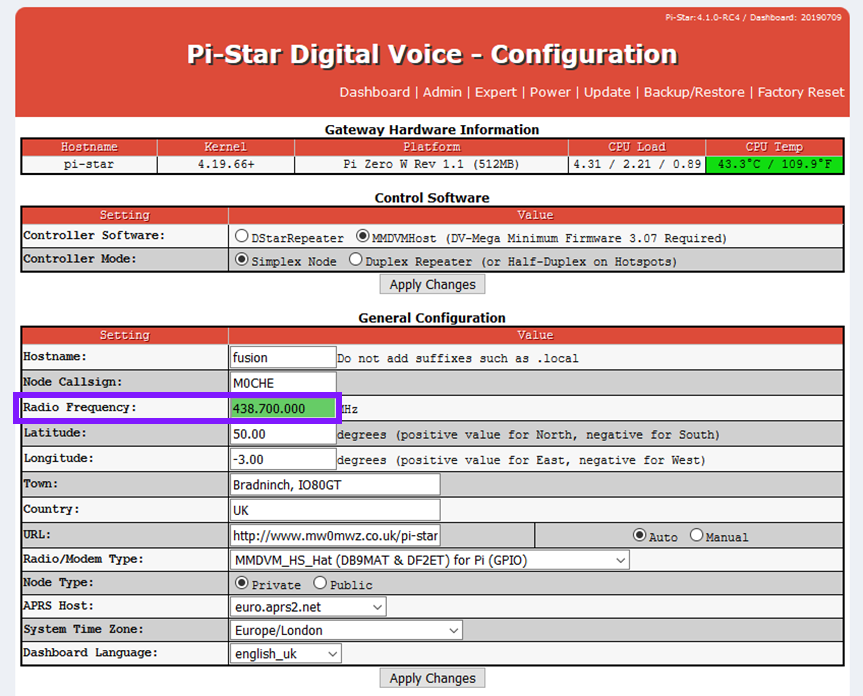 Pi-Star:4.1.0-RC4 / Dashboard: 20190709
Pi-Star Digital Voice - Configuration
Dashboard | Admin | Expert | Power | Update | Backup/Restore | Factory Reset
Gateway Hardware Information
Hostname Kernel Platform CPU Load CPU Temp
pi-star 4.19.66+ Pi Zero W Rev 1.1 (512MB) 4.31 / 2.21 / 0.89 43.3°C / 109.9°F
Control Software
Setting Value
Controller Software: DStarRepeater MMDVMHost (DV-Mega Minimum Firmware 3.07 Required)
Controller Mode: Simplex Node Duplex Repeater (or Half-Duplex on Hotspots)
Apply Changes
General Configuration
Setting Value
Hostname: fusion Do not add suffixes such as .local
Node Callsign: M0CHE
Radio Frequency: 438.700.000 MHz
Latitude: 50.00 degrees (positive value for North, negative for South)
Longitude: -3.00 degrees (positive value for East, negative for West)
Town: Bradninch, IO80GT
Country: UK
URL: http://www.mw0mwz.co.uk/pi-star Auto Manual
Radio/Modem Type: MMDVM_HS_Hat (DB9MAT & DF2ET) for Pi (GPIO)
Node Type: Private Public
APRS Host: euro.aprs2.net
System Time Zone: Europe/London
Dashboard Language: english_uk
Apply Changes